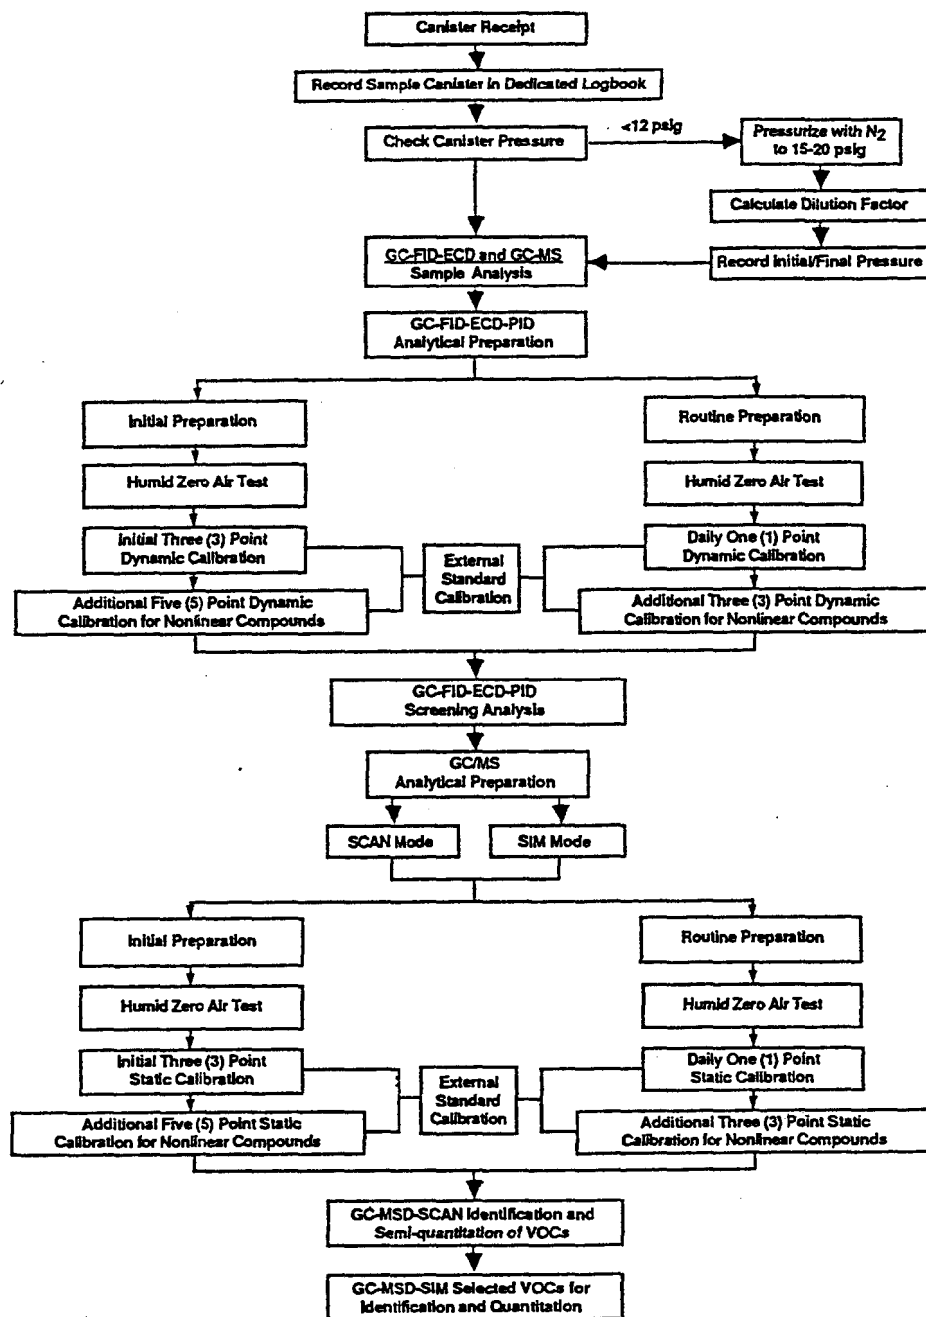 Canister Receipt
Record Sample Canister in Dedicated Logbook
Check Canister Pressure
<12 psig
Pressurize with N2
to 15-20 psig
Calculate Dilution Factor
Record Initial/Final Pressure
GC-FID-ECD and GC-MS
Sample Analysis
GC-FID-ECD-PID
Analytical Preparation
Initial Preparation
Humid Zero Air Test
Initial Three (3) Point
Dynamic Calibration
Additional Five (5) Point Dynamic
Calibration for Nonlinear Compounds
External
Standard
Calibration
Routine Preparation
Humid Zero Air Test
Daily One (1) Point
Dynamic Calibration
Additional Three (3) Point Dynamic
Calibration for Nonlinear Compounds
GC-FID-ECD-PID
Screening Analysis
GC/MS
Analytical Preparation
SCAN Mode
SIM Mode
Initial Preparation
Humid Zero Air Test
Initial Three (3) Point
Static Calibration
Additional Five (5) Point Static
Calibration for Nonlinear Compounds
External
Standard
Calibration
Routine Preparation
Humid Zero Air Test
Daily One (1) Point
Static Calibration
Additional Three (3) Point Static
Calibration for Nonlinear Compounds
GC-MSD-SCAN Identification and
Semi-quantitation of VOCs
GC-MSD-SIM Selected VOCs for
Identification and Quantitation